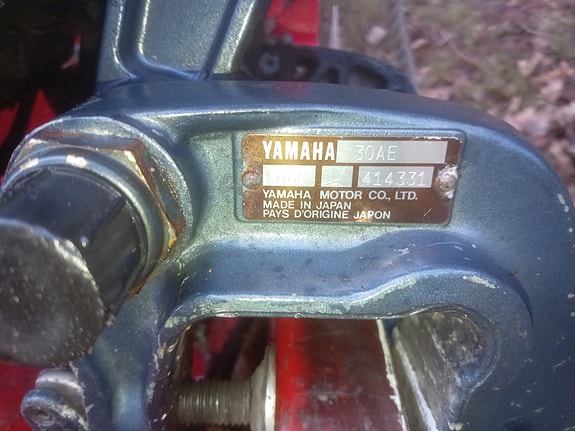 YAMAHA 30AE
414331
YAMAHA MOTOR CO., LTD.
MADE IN JAPAN
PAYS D'ORIGINE JAPON